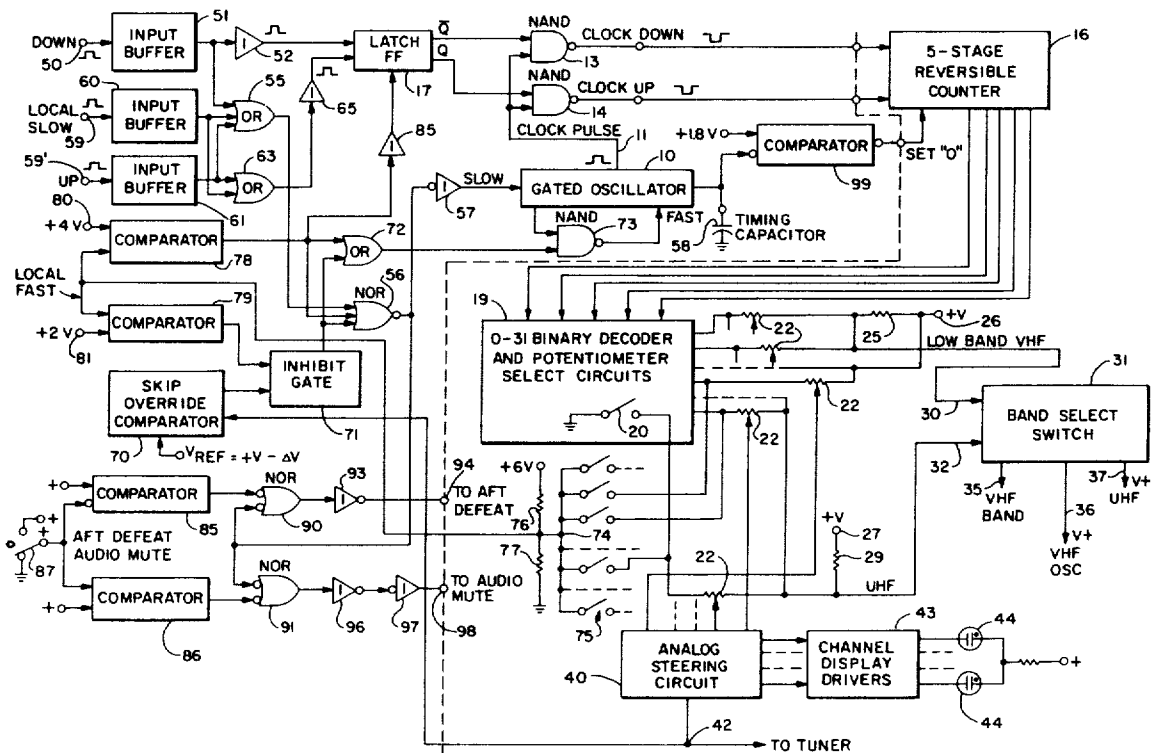 DOWN
50
INPUT
BUFFER
51
52
LATCH
FF
17
Q̅
Q
NAND
13
CLOCK DOWN
NAND
14
CLOCK UP
5-STAGE
REVERSIBLE
COUNTER
16
60
LOCAL
SLOW
59
INPUT
BUFFER
55
OR
65
85
CLOCK PULSE
11
+1.8 V
COMPARATOR
99
SET "O"
59'
UP
INPUT
BUFFER
61
63
OR
57
SLOW
10
GATED OSCILLATOR
80
+4 V
COMPARATOR
78
72
OR
NAND
73
FAST
58
TIMING
CAPACITOR
LOCAL
FAST
79
COMPARATOR
+2 V
81
56
NOR
INHIBIT
GATE
71
SKIP
OVERRIDE
COMPARATOR
70
VREF = +V - ΔV
19
0-31 BINARY DECODER
AND POTENTIOMETER
SELECT CIRCUITS
20
22
22
22
22
25
+V
26
LOW BAND VHF
31
30
BAND SELECT
SWITCH
32
35
VHF
BAND
36
V+
VHF
OSC
37
V+
UHF
+
COMPARATOR
85
NOR
90
93
94
TO AFT
DEFEAT
+
+
AFT DEFEAT
AUDIO MUTE
87
+
COMPARATOR
86
NOR
91
96
97
TO AUDIO
MUTE
98
+6V
76
77
74
75
+V
27
29
22
UHF
40
ANALOG
STEERING
CIRCUIT
43
CHANNEL
DISPLAY
DRIVERS
44
44
+
42
TO TUNER